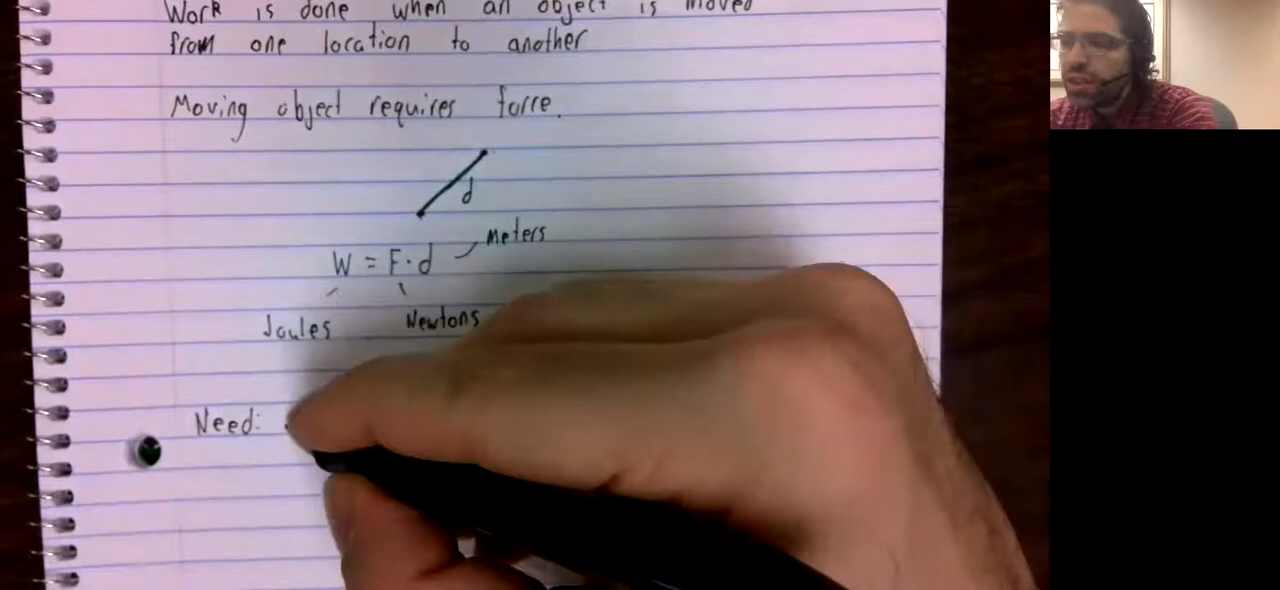 Work is done when an object is moved
from one location to another
Moving object requires force.
d
Meters
W = F·d
Joules Newtons
Need: